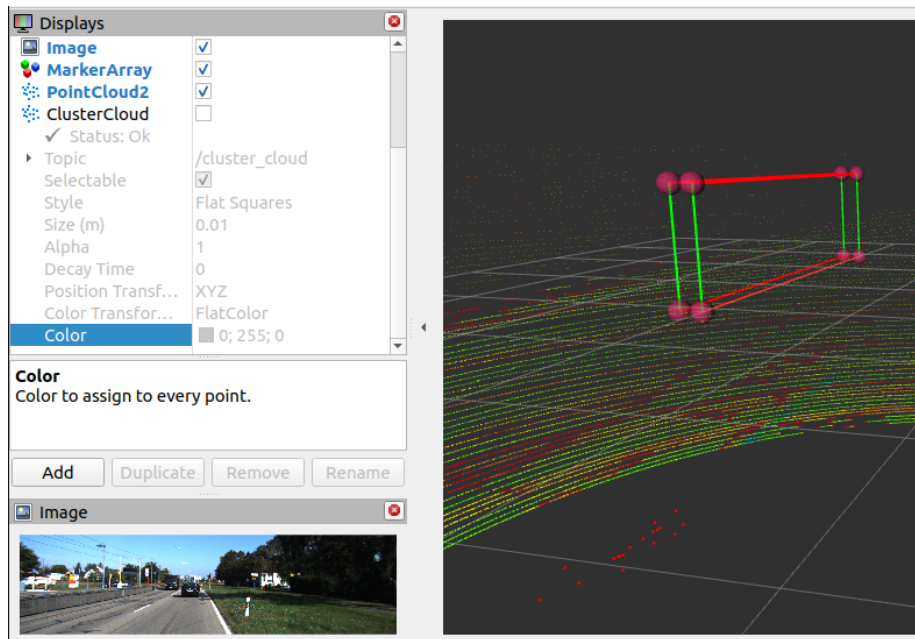 Displays
Image
MarkerArray
PointCloud2
ClusterCloud
✓ Status: Ok
Topic /cluster_cloud
Selectable
Style Flat Squares
Size (m) 0.01
Alpha 1
Decay Time 0
Position Transf... XYZ
Color Transfor... FlatColor
Color 0; 255; 0
Color
Color to assign to every point.
Add Duplicate Remove Rename
Image